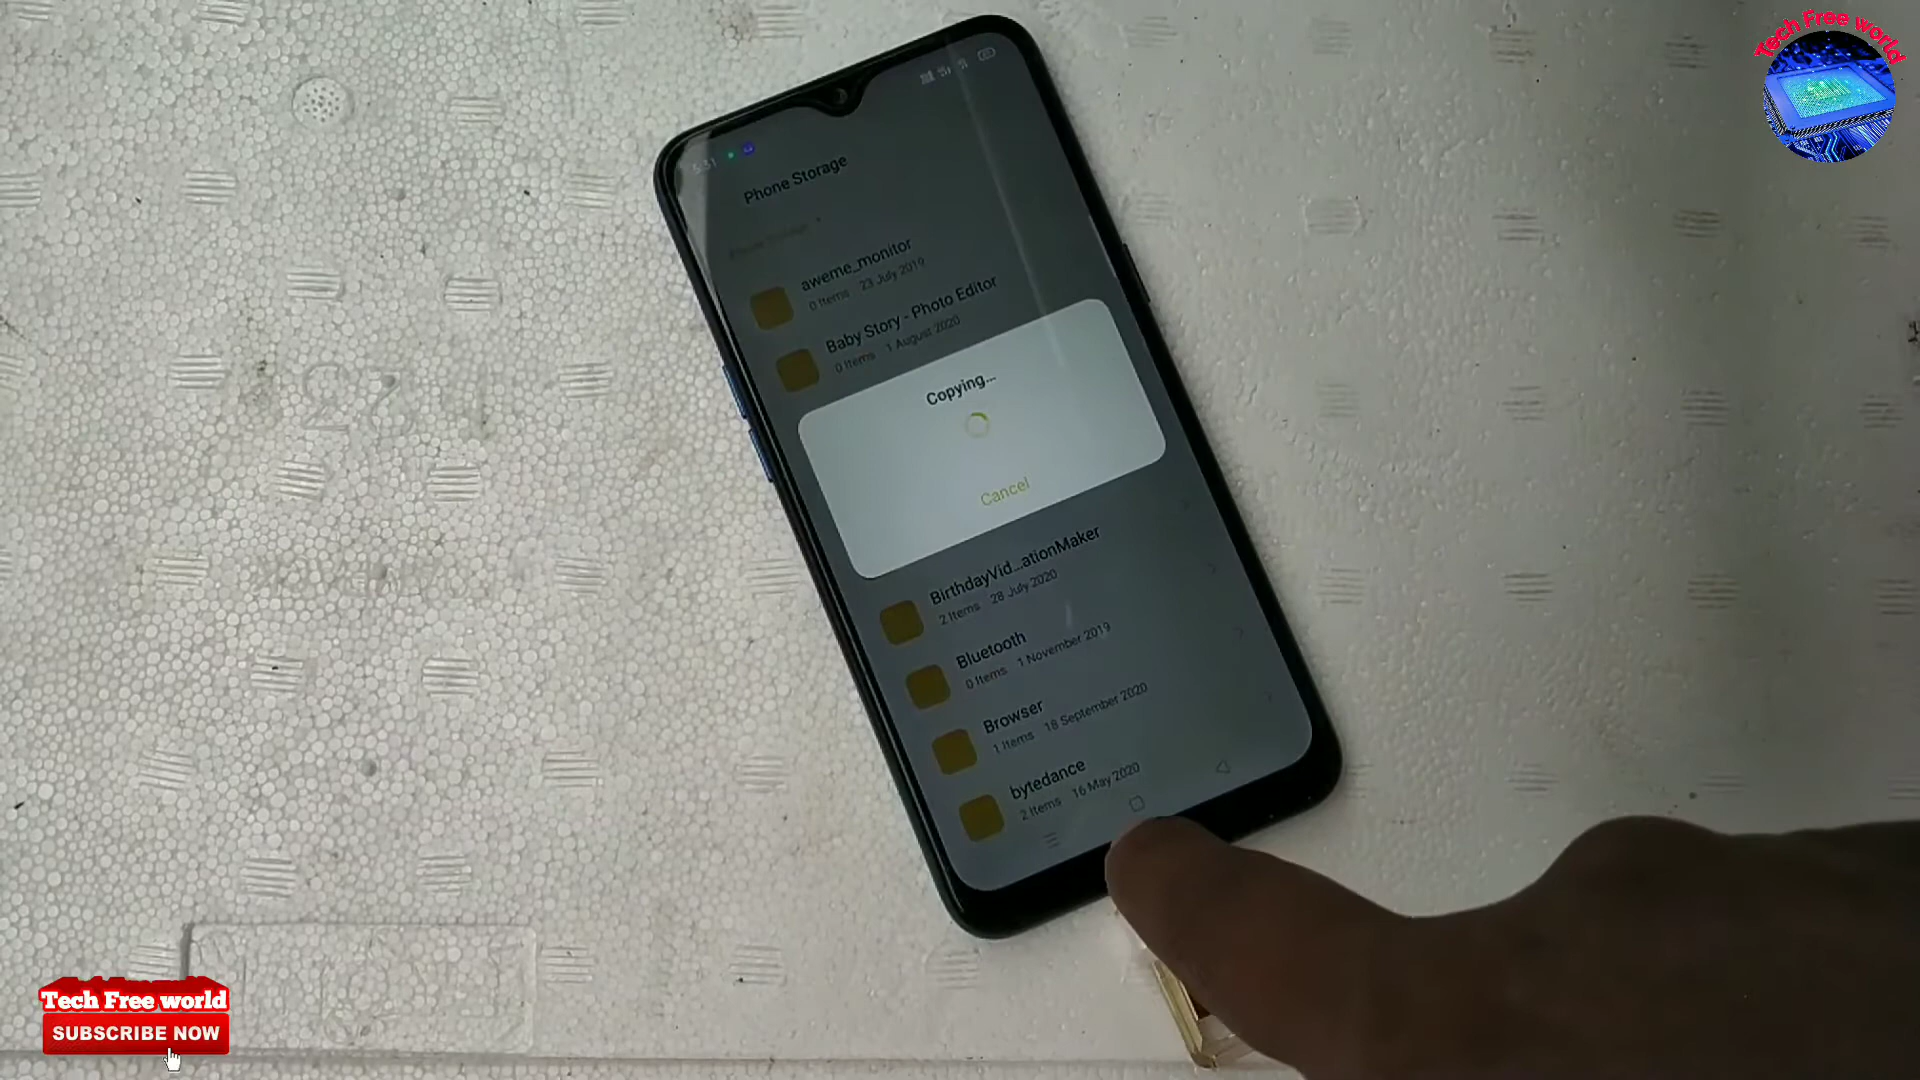 Tech Free world
5:31
Phone Storage
aweme_monitor
0 Items 23 July 2019
Baby Story - Photo Editor
0 Items 1 August 2020
Copying...
Cancel
BirthdayVid...ationMaker
2 Items 28 July 2020
Bluetooth
0 Items 1 November 2019
Browser
1 Items 18 September 2020
bytedance
2 Items 16 May 2020
Tech Free world
SUBSCRIBE NOW